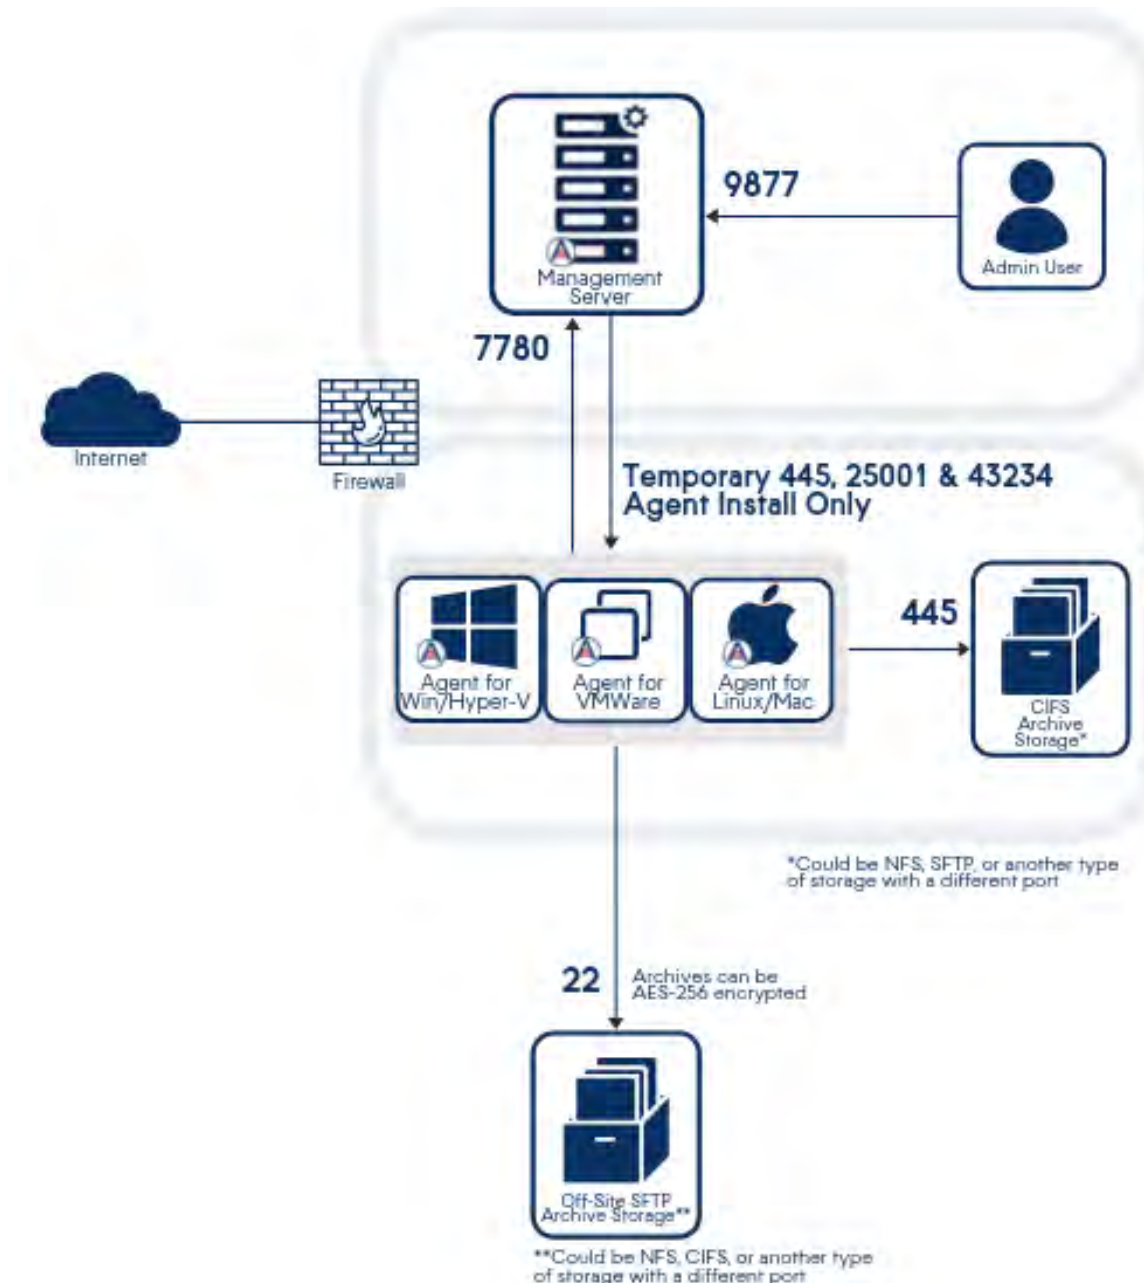 9877
Admin User
Management
Server
7780
Internet
Firewall
Temporary 445, 25001 & 43234
Agent Install Only
445
Agent for
Win/Hyper-V
Agent for
VMWare
Agent for
Linux/Mac
CIFS
Archive
Storage*
*Could be NFS, SFTP, or another type
of storage with a different port
22
Archives can be
AES-256 encrypted
Off-Site SFTP
Archive Storage**
**Could be NFS, CIFS, or another type
of storage with a different port